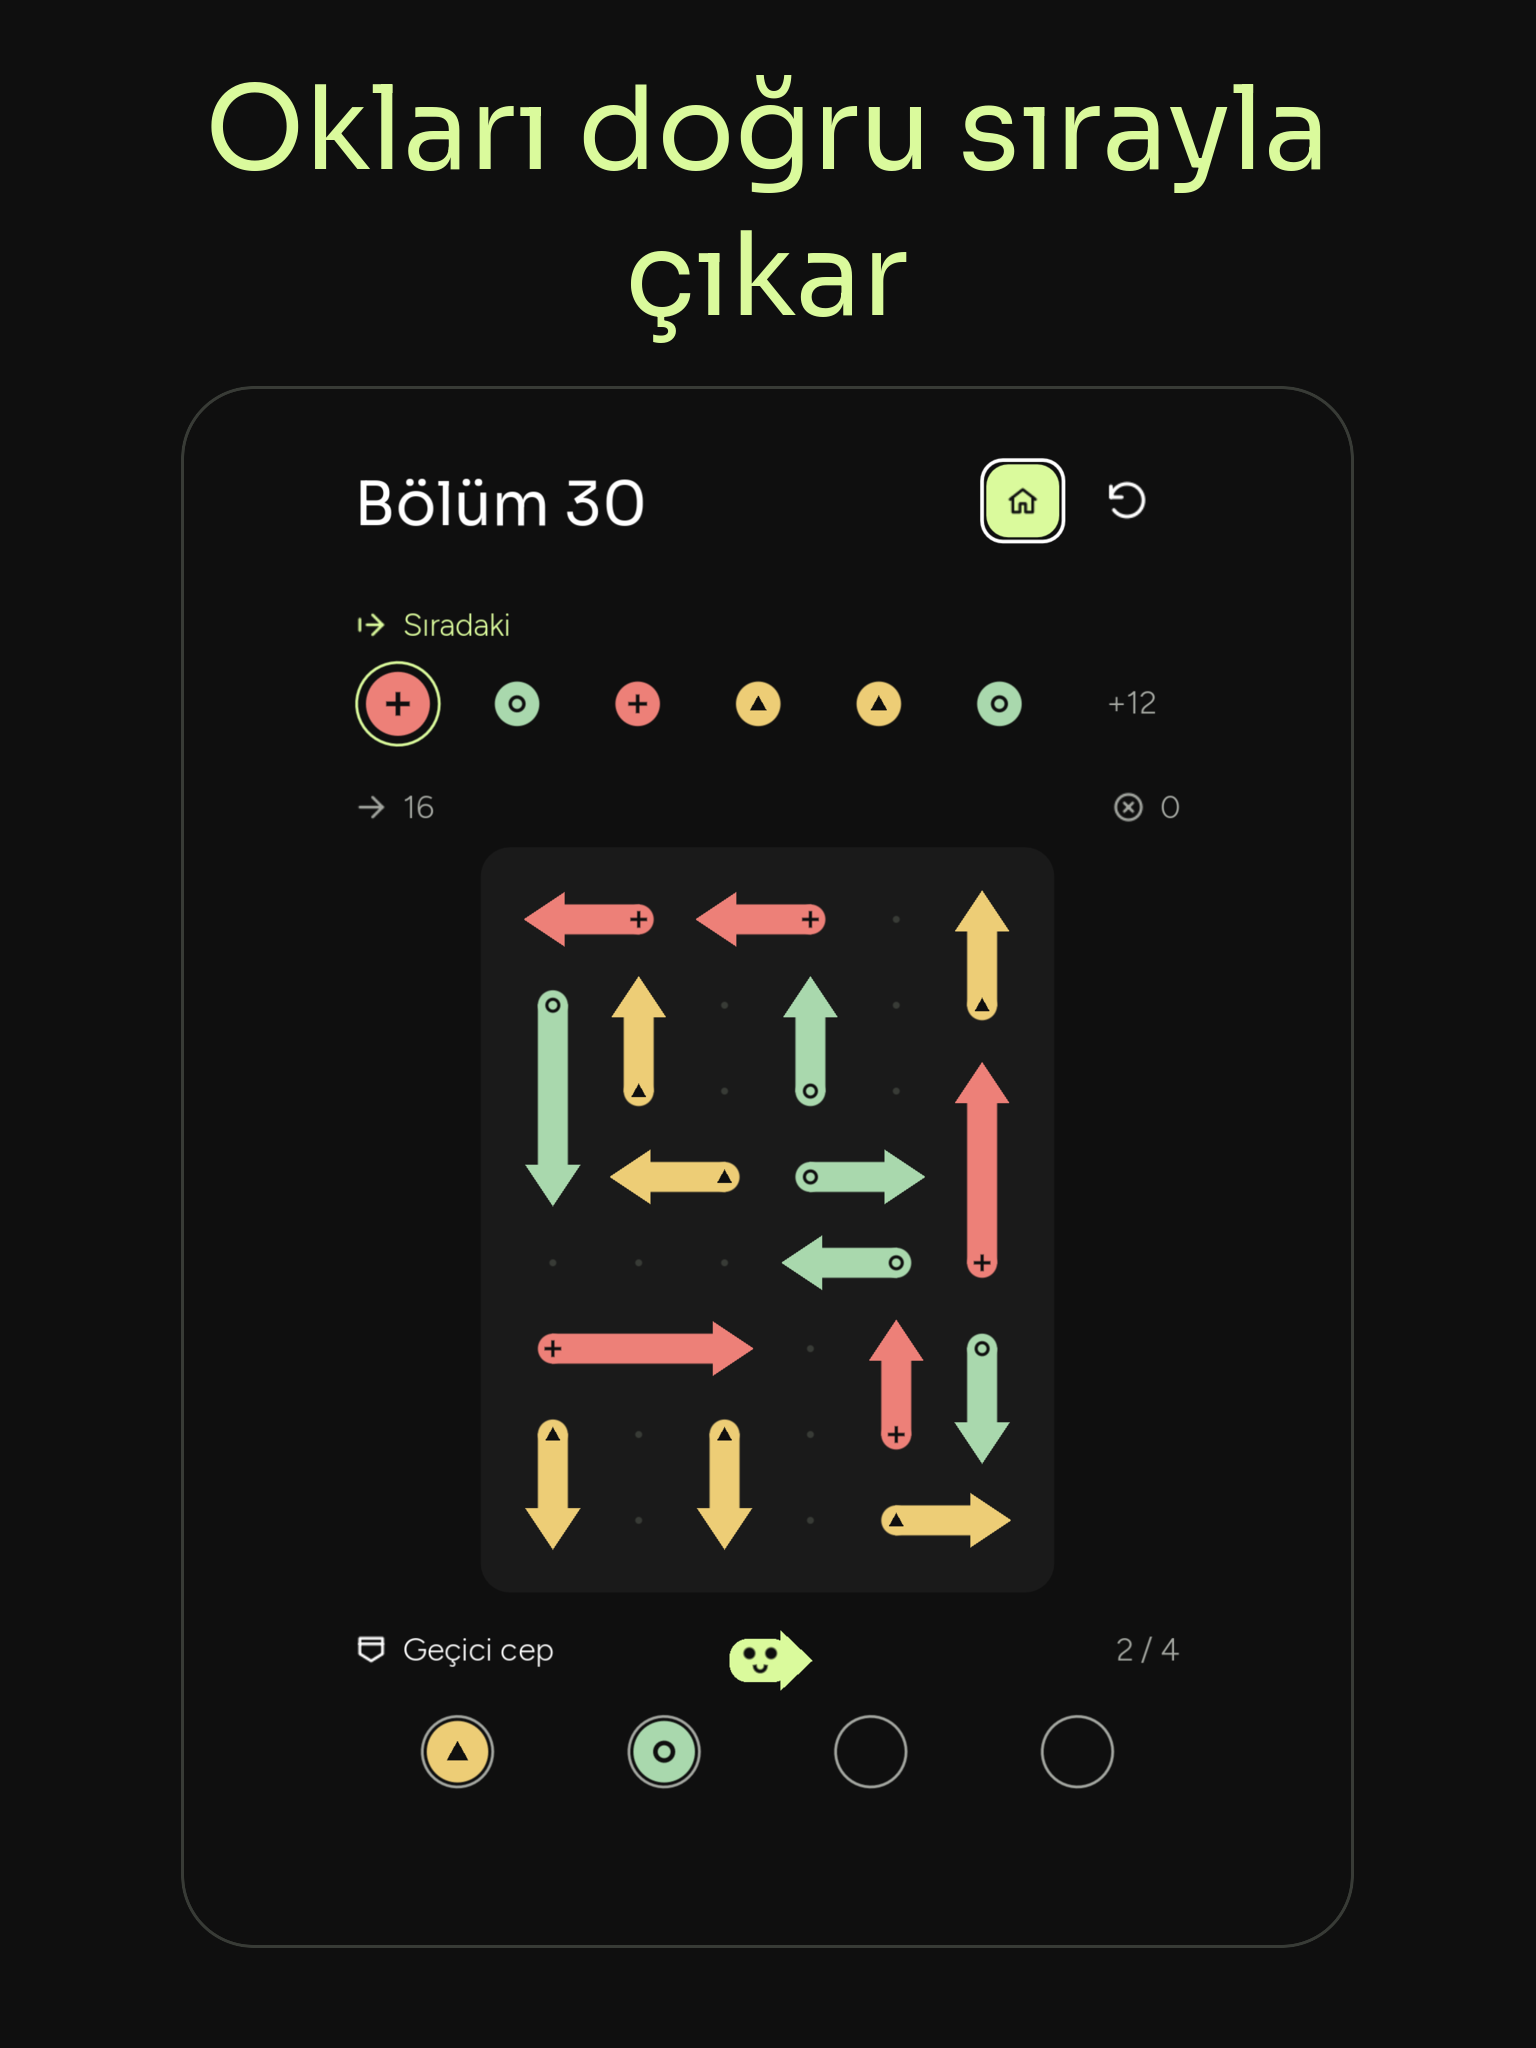 Okları doğru sırayla
çıkar
Bölüm 30
Sıradaki
+12
16
0
Geçici cep
2 / 4